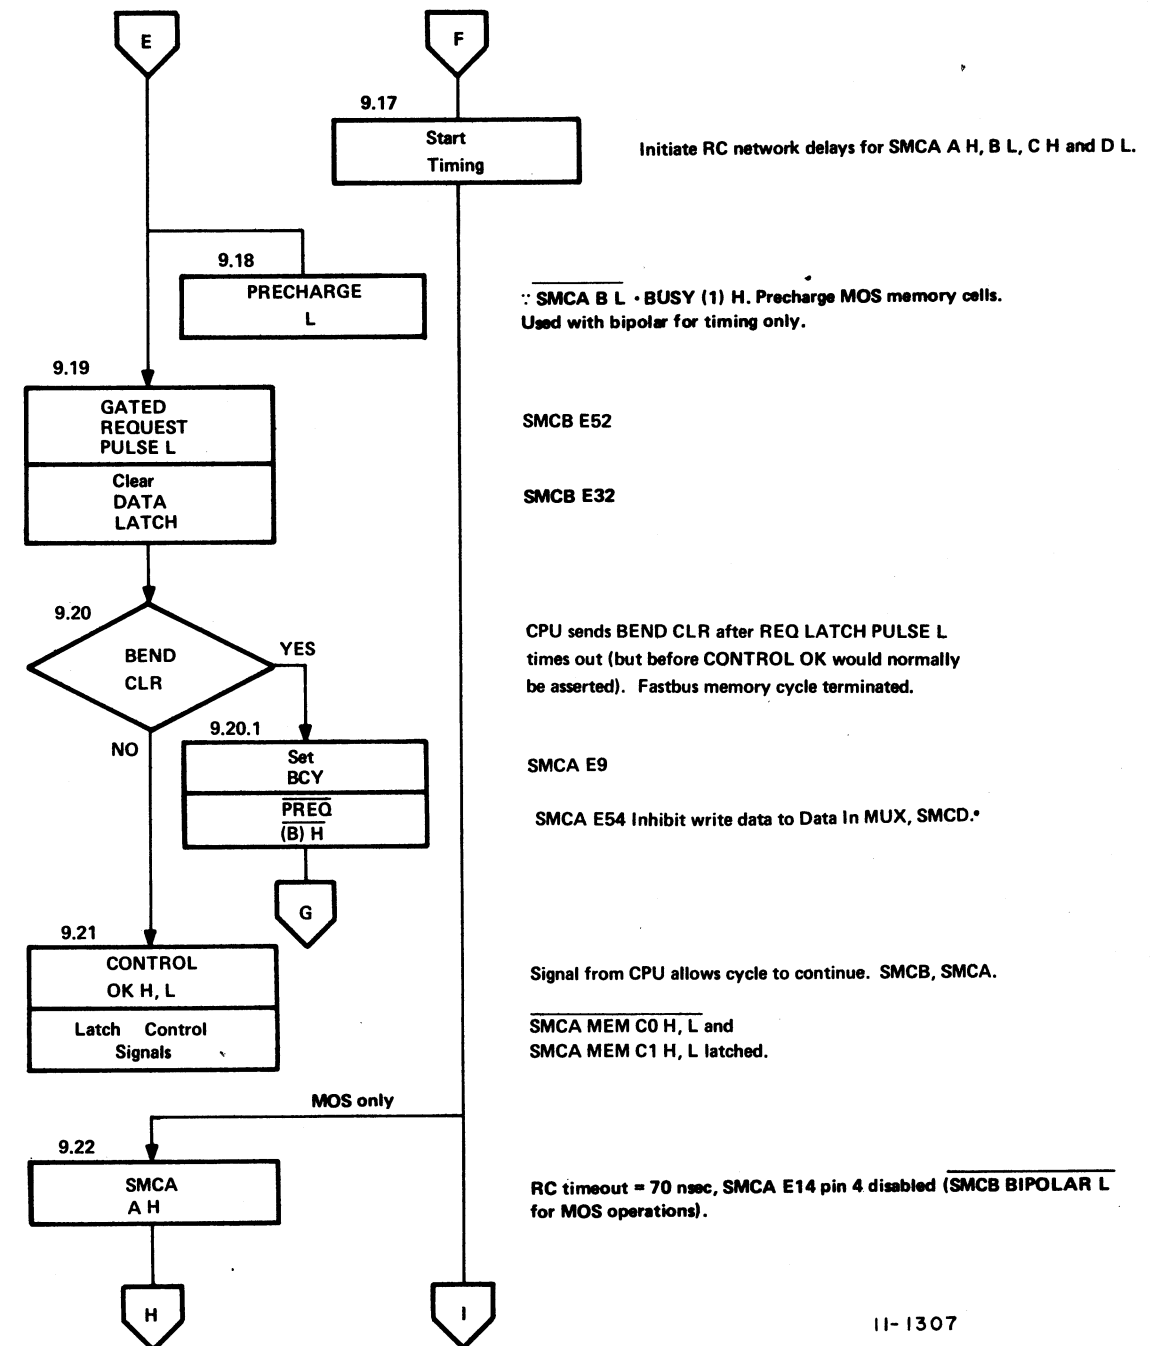 E
F
9.17
Start
Timing
Initiate RC network delays for SMCA A H, B L, C H and D L.
9.18
PRECHARGE
L
∵ SMCA B L • BUSY (1) H. Precharge MOS memory cells.
Used with bipolar for timing only.
9.19
GATED
REQUEST
PULSE L
SMCB E52
Clear
DATA
LATCH
SMCB E32
9.20
BEND
CLR
YES
NO
CPU sends BEND CLR after REQ LATCH PULSE L
times out (but before CONTROL OK would normally
be asserted). Fastbus memory cycle terminated.
9.20.1
Set
BCY
SMCA E9
PREQ
(B) H
SMCA E54 Inhibit write data to Data In MUX, SMCD.
G
9.21
CONTROL
OK H, L
Signal from CPU allows cycle to continue. SMCB, SMCA.
Latch Control
Signals
SMCA MEM C0 H, L and
SMCA MEM C1 H, L latched.
MOS only
9.22
SMCA
A H
RC timeout = 70 nsec, SMCA E14 pin 4 disabled (SMCB BIPOLAR L
for MOS operations).
H
I
11-1307